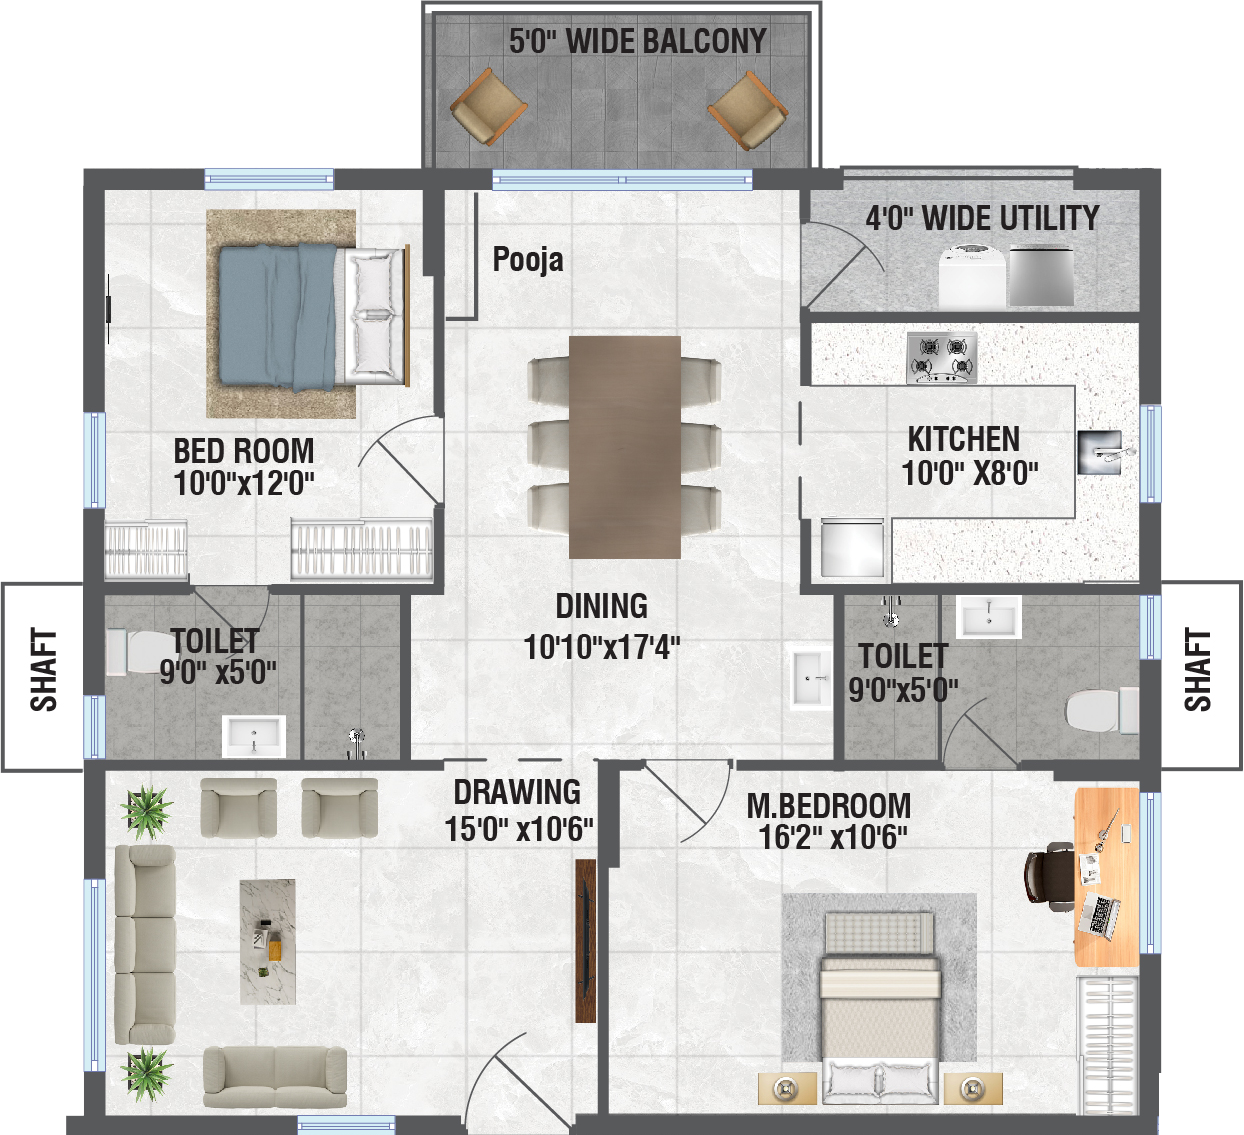 5'0" WIDE BALCONY
4'0" WIDE UTILITY
Pooja
BED ROOM
10'0"x12'0"
KITCHEN
10'0" X8'0"
DINING
10'10"x17'4"
SHAFT
TOILET
9'0" x5'0"
TOILET
9'0"x5'0"
SHAFT
DRAWING
15'0" x10'6"
M.BEDROOM
16'2" x10'6"